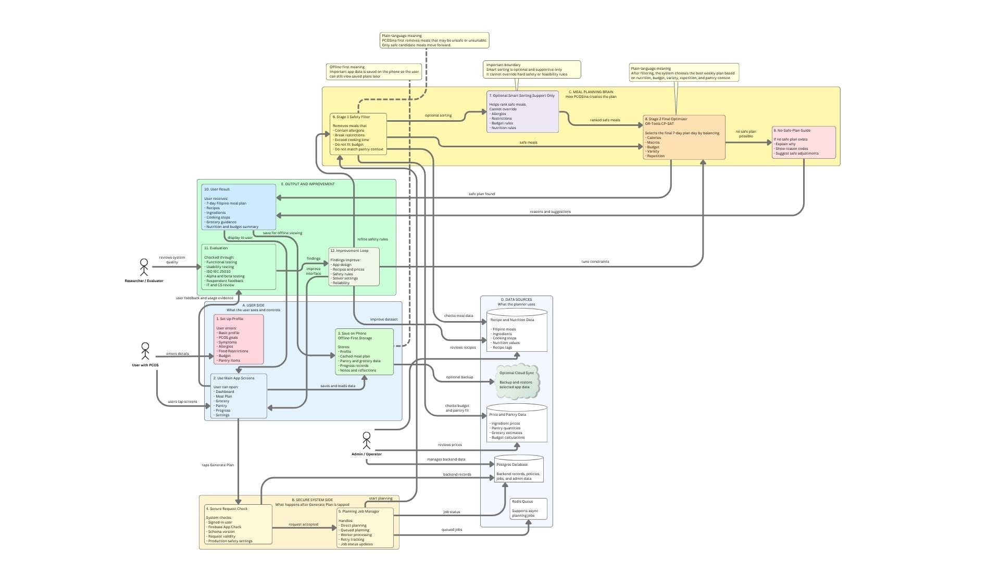 Plain-language meaning
PCOSina first removes meals that may be unsafe or unsuitable.
Only safe candidate meals move forward.
Offline-first meaning
Important app data is saved on the phone so the user
can still view saved plans later
Important boundary
Smart sorting is optional and supportive only
It cannot override hard safety or feasibility rules
Plain-language meaning
After filtering, the system chooses the best weekly plan based
on nutrition, budget, variety, repetition, and pantry context
C. MEAL PLANNING BRAIN
How PCOSina creates the plan
6. Stage 1 Safety Filter
Removes meals that
- Contain allergens
- Break restrictions
- Exceed cooking time
- Do not fit budget
- Do not match pantry context
optional sorting
7. Optional Smart Sorting Support Only
Helps rank safe meals.
Cannot override
- Allergies
- Restrictions
- Budget rules
- Nutrition rules
ranked safe meals
safe meals
8. Stage 2 Final Optimizer
OR-Tools CP-SAT
Selects the final 7-day plan day by balancing.
- Calories
- Macros
- Budget
- Variety
- Repetition
no safe plan
possible
9. No-Safe-Plan Guide
If no safe plan exists
- Explain why
- Show reason codes
- Suggest safe adjustments
E. OUTPUT AND IMPROVEMENT
10. User Result
User receives:
- 7-day Filipino meal plan
- Recipes
- Ingredients
- Cooking steps
- Grocery guidance
- Nutrition and budget summary
safe plan found
reasons and suggestions
save for offline viewing
display to user
refine safety rules
11. Evaluation
Checked through:
- Functional testing
- Usability testing
- ISO IEC 25010
- Alpha and beta testing
- Respondent feedback
- IT and CS review
findings
improve
interface
12. Improvement Loop
Findings improve:
- App design
- Recipes and prices
- Safety rules
- Solver settings
- Reliability
tune constraints
reviews system
quality
Researcher / Evaluator
user feedback and usage evidence
A. USER SIDE
What the user sees and controls
1. Set Up Profile
User enters:
- Basic profile
- PCOS goals
- Symptoms
- Allergies
- Food Restrictions
- Budget
- Pantry Items
enters details
User with PCOS
users tap screens
2. Use Main App Screens
User can open:
- Dashboard
- Meal Plan
- Grocery
- Pantry
- Progress
- Settings
saves and loads data
3. Save on Phone
Offline-First Storage
Stores:
- Profile
- Cached meal plan
- Pantry and grocery data
- Progress records
- Notes and reflections
improve dataset
D. DATA SOURCES
What the planner uses
checks meal data
Recipe and Nutrition Data
- Filipino meals
- Ingredients
- Cooking steps
- Nutrition values
- Recipe tags
reviews recipes
optional backup
Optional Cloud Sync
Backup and restore
selected app data
checks budget
and pantry fit
Price and Pantry Data
- Ingredient prices
- Pantry quantities
- Grocery estimates
- Budget calculations
reviews prices
Admin / Operator
manages backend data
Postgres Database
Backend records, policies,
jobs, and admin data
backend records
taps Generate Plan
B. SECURE SYSTEM SIDE
What happens after Generate Plan is tapped
start planning
4. Secure Request Check
System checks:
- Signed-in user
- Firebase App Check
- Schema version
- Request validity
- Production safety settings
request accepted
5. Planning Job Manager
Handles:
- Direct planning
- Queued planning
- Worker processing
- Retry tracking
- Job status updates
job status
queued jobs
Redis Queue
Supports async
planning jobs